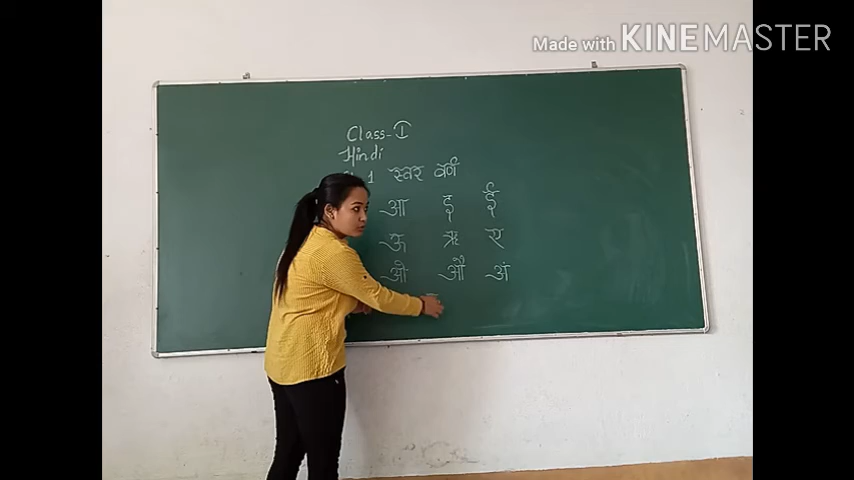 Made with KINEMASTER
Class-I
Hindi
1 स्वर वर्ण
आ इ ई
ऊ ऋ ए
ओ औ अं